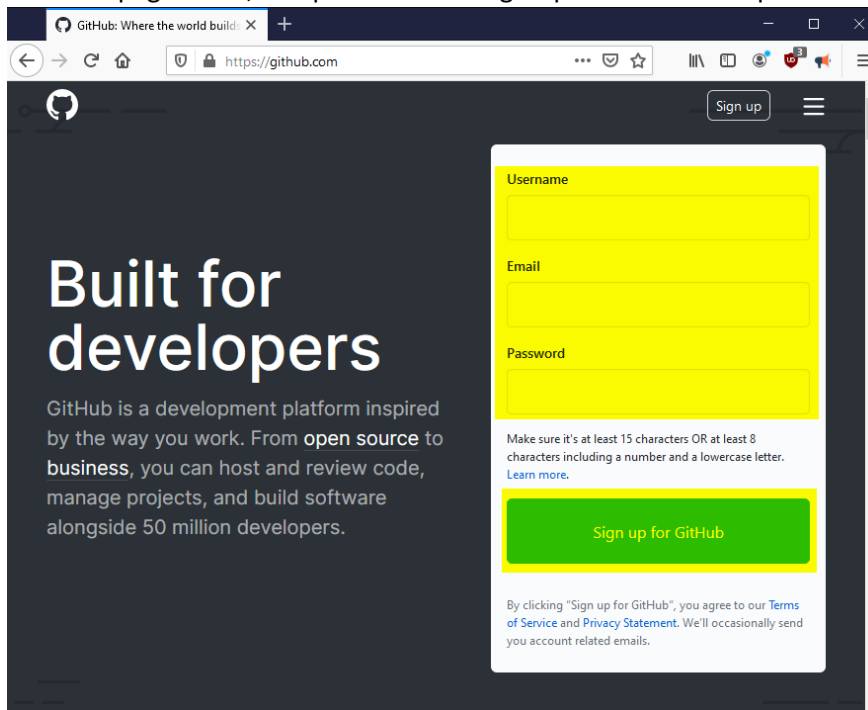 GitHub: Where the world builds
https://github.com
3
Sign up
Username
Email
Password
Built for
developers
GitHub is a development platform inspired
by the way you work. From open source to
business, you can host and review code,
manage projects, and build software
alongside 50 million developers.
Make sure it's at least 15 characters OR at least 8
characters including a number and a lowercase letter.
Learn more.
Sign up for GitHub
By clicking “Sign up for GitHub”, you agree to our Terms
of Service and Privacy Statement. We'll occasionally send
you account related emails.